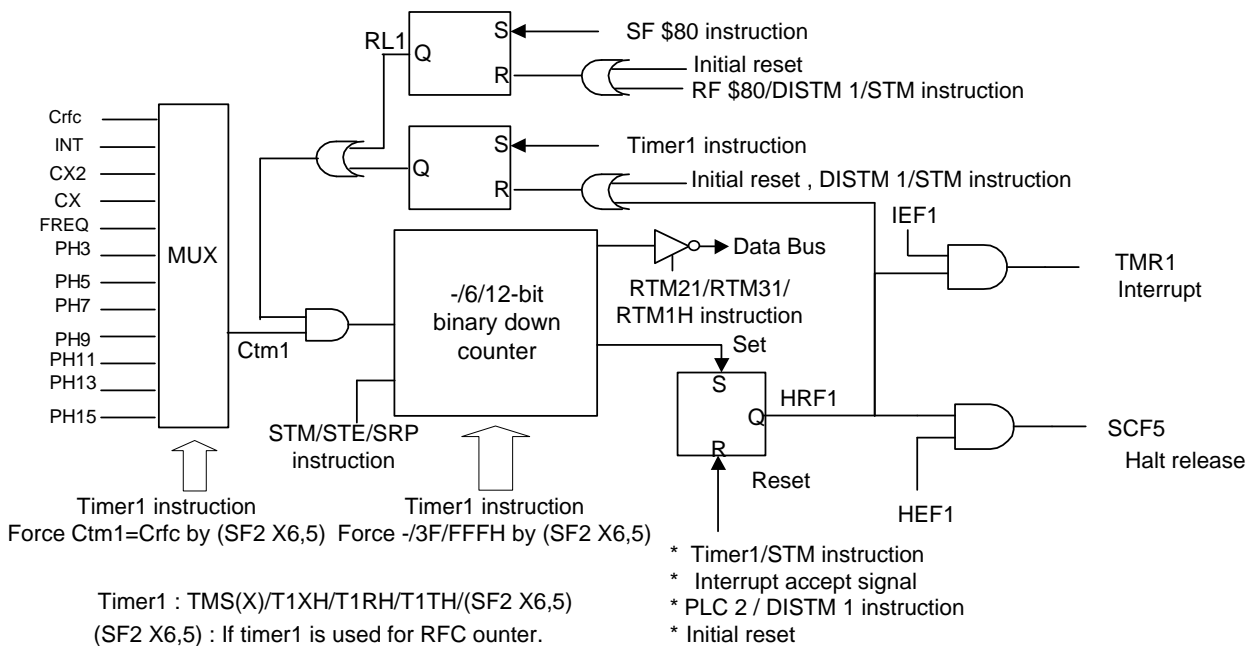 S
SF $80 instruction
RL1
Q
R
Initial reset
RF $80/DISTM 1/STM instruction
Crfc
INT
CX2
CX
FREQ
PH3
PH5
PH7
PH9
PH11
PH13
PH15
MUX
Ctm1
S
Timer1 instruction
Q
R
Initial reset , DISTM 1/STM instruction
-/6/12-bit
binary down
counter
Data Bus
RTM21/RTM31/
RTM1H instruction
IEF1
TMR1
Interrupt
Set
S
Q
R
HRF1
Reset
SCF5
Halt release
HEF1
STM/STE/SRP
instruction
Timer1 instruction
Force Ctm1=Crfc by (SF2 X6,5)
Timer1 instruction
Force -/3F/FFFH by (SF2 X6,5)
* Timer1/STM instruction
* Interrupt accept signal
* PLC 2 / DISTM 1 instruction
* Initial reset
Timer1 : TMS(X)/T1XH/T1RH/T1TH/(SF2 X6,5)
(SF2 X6,5) : If timer1 is used for RFC ounter.